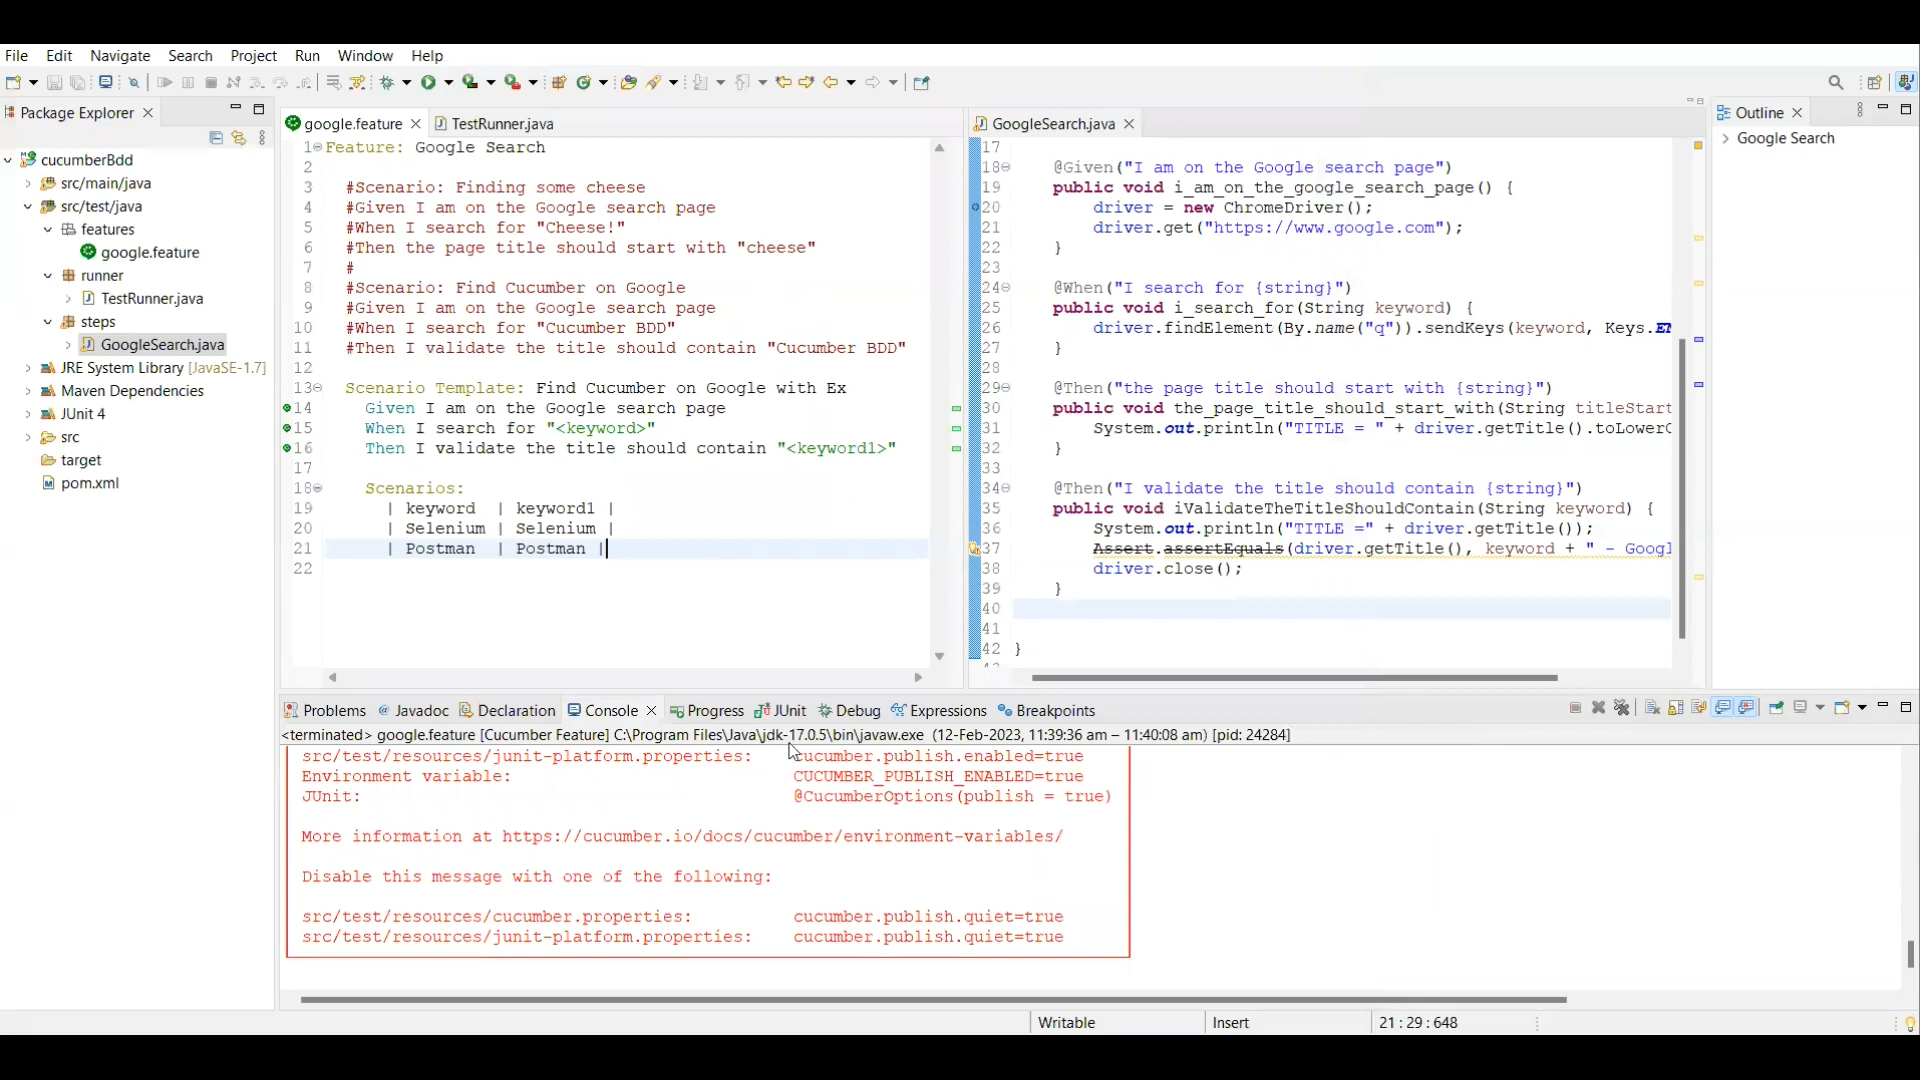 File Edit Navigate Search Project Run Window Help
Package Explorer
cucumberBdd
src/main/java
src/test/java
features
google.feature
runner
TestRunner.java
steps
GoogleSearch.java
JRE System Library [JavaSE-1.7]
Maven Dependencies
JUnit 4
src
target
pom.xml
google.feature TestRunner.java
1 Feature: Google Search
2
3 #Scenario: Finding some cheese
4 #Given I am on the Google search page
5 #When I search for "Cheese!"
6 #Then the page title should start with "cheese"
7 #
8 #Scenario: Find Cucumber on Google
9 #Given I am on the Google search page
10 #When I search for "Cucumber BDD"
11 #Then I validate the title should contain "Cucumber BDD"
12
13 Scenario Template: Find Cucumber on Google with Ex
14 Given I am on the Google search page
15 When I search for "<keyword>"
16 Then I validate the title should contain "<keyword1>"
17
18 Scenarios:
19 | keyword | keyword1 |
20 | Selenium | Selenium |
21 | Postman | Postman |
22
GoogleSearch.java
17
18 @Given("I am on the Google search page")
19 public void i_am_on_the_google_search_page() {
20 driver = new ChromeDriver();
21 driver.get("https://www.google.com");
22 }
23
24 @When("I search for {string}")
25 public void i_search_for(String keyword) {
26 driver.findElement(By.name("q")).sendKeys(keyword, Keys.
27 }
28
29 @Then("the page title should start with {string}")
30 public void the_page_title_should_start_with(String titleStart
31 System.out.println("TITLE = " + driver.getTitle().toLowerC
32 }
33
34 @Then("I validate the title should contain {string}")
35 public void iValidateTheTitleShouldContain(String keyword) {
36 System.out.println("TITLE =" + driver.getTitle());
37 Assert.assertEquals(driver.getTitle(), keyword + " - Googl
38 driver.close();
39 }
40
41
42 }
Outline
Google Search
Problems Javadoc Declaration Console Progress JUnit Debug Expressions Breakpoints
<terminated> google.feature [Cucumber Feature] C:\Program Files\Java\jdk-17.0.5\bin\javaw.exe (12-Feb-2023, 11:39:36 am – 11:40:08 am) [pid: 24284]
src/test/resources/junit-platform.properties: cucumber.publish.enabled=true
Environment variable: CUCUMBER_PUBLISH_ENABLED=true
JUnit: @CucumberOptions(publish = true)
More information at https://cucumber.io/docs/cucumber/environment-variables/
Disable this message with one of the following:
src/test/resources/cucumber.properties: cucumber.publish.quiet=true
src/test/resources/junit-platform.properties: cucumber.publish.quiet=true
Writable Insert 21 : 29 : 648